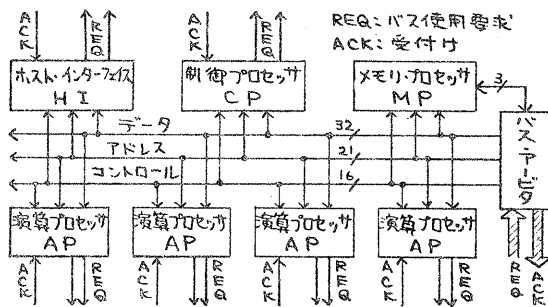 REQ:バス使用要求
ACK:受付け
ACK
REQ
ACK
REQ
ホスト・インターフェイス
HI
制御プロセッサ
CP
メモリ・プロセッサ
MP
3
データ
32
アドレス
21
コントロール
16
バス・アービタ
演算プロセッサ
AP
演算プロセッサ
AP
演算プロセッサ
AP
演算プロセッサ
AP
ACK
REQ
ACK
REQ
ACK
REQ
ACK
REQ
REQ
ACK